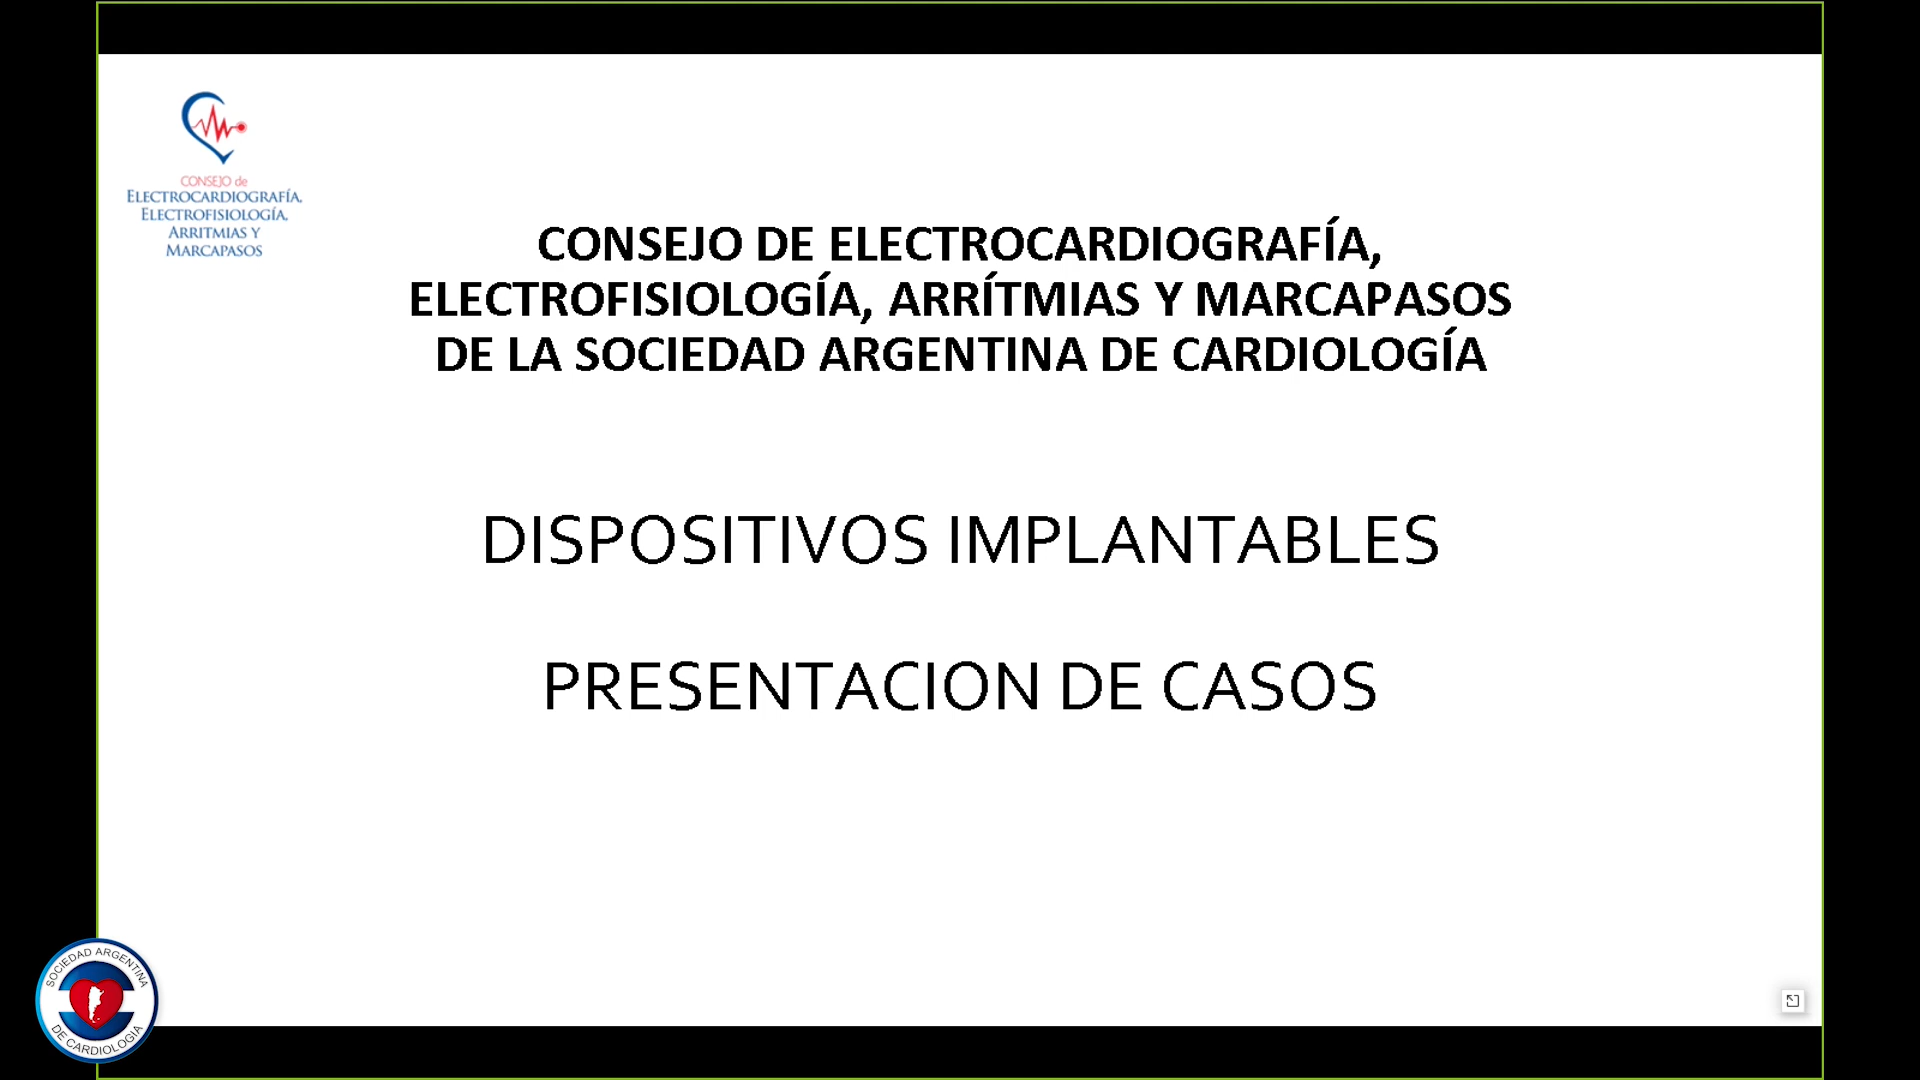 CONSEJO de
ELECTROCARDIOGRAFÍA,
ELECTROFISIOLOGÍA,
ARRITMIAS Y
MARCAPASOS
CONSEJO DE ELECTROCARDIOGRAFÍA,
ELECTROFISIOLOGÍA, ARRÍTMIAS Y MARCAPASOS
DE LA SOCIEDAD ARGENTINA DE CARDIOLOGÍA
DISPOSITIVOS IMPLANTABLES
PRESENTACION DE CASOS
SOCIEDAD ARGENTINA
DE CARDIOLOGÍA